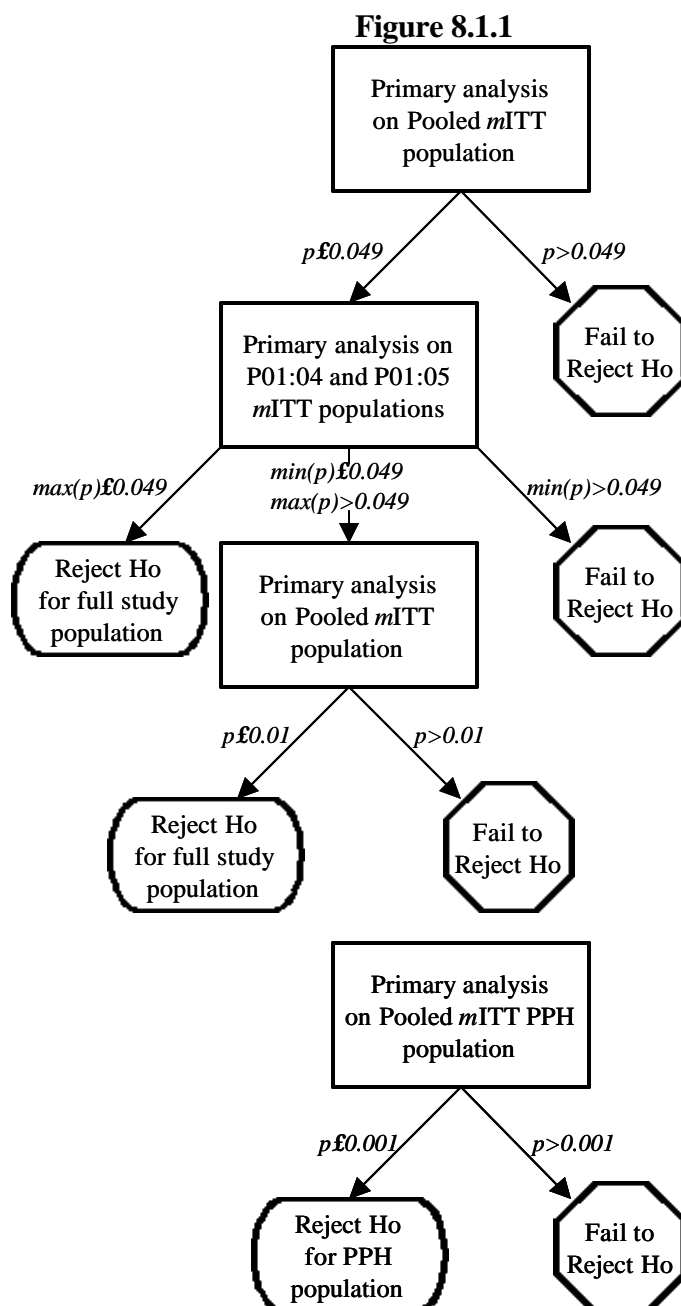 Figure 8.1.1
Primary analysis
on Pooled mITT
population
p£0.049
p>0.049
Primary analysis on
P01:04 and P01:05
mITT populations
Fail to
Reject Ho
max(p)£0.049
min(p)£0.049
max(p)>0.049
min(p)>0.049
Reject Ho
for full study
population
Primary analysis
on Pooled mITT
population
Fail to
Reject Ho
p£0.01
p>0.01
Reject Ho
for full study
population
Fail to
Reject Ho
Primary analysis
on Pooled mITT PPH
population
p£0.001
p>0.001
Reject Ho
for PPH
population
Fail to
Reject Ho